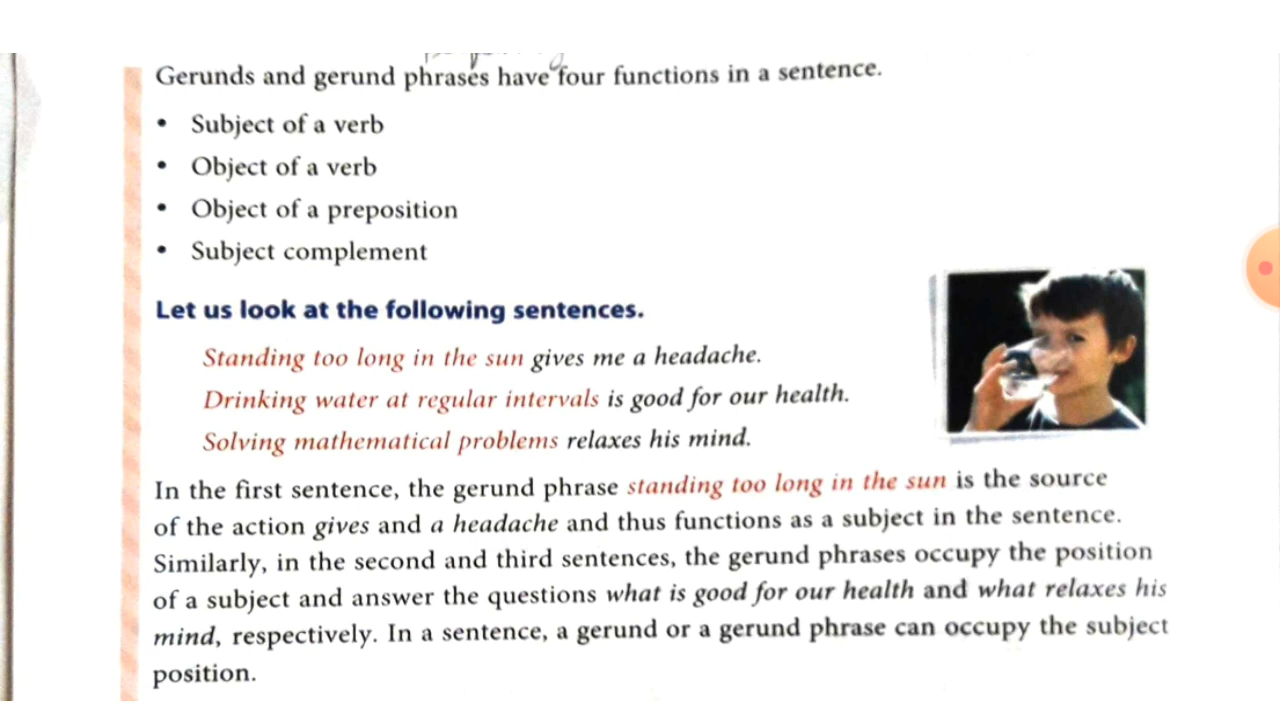 Gerunds and gerund phrases have four functions in a sentence.
• Subject of a verb
• Object of a verb
• Object of a preposition
• Subject complement
Let us look at the following sentences.
Standing too long in the sun gives me a headache.
Drinking water at regular intervals is good for our health.
Solving mathematical problems relaxes his mind.
In the first sentence, the gerund phrase standing too long in the sun is the source
of the action gives and a headache and thus functions as a subject in the sentence.
Similarly, in the second and third sentences, the gerund phrases occupy the position
of a subject and answer the questions what is good for our health and what relaxes his
mind, respectively. In a sentence, a gerund or a gerund phrase can occupy the subject
position.